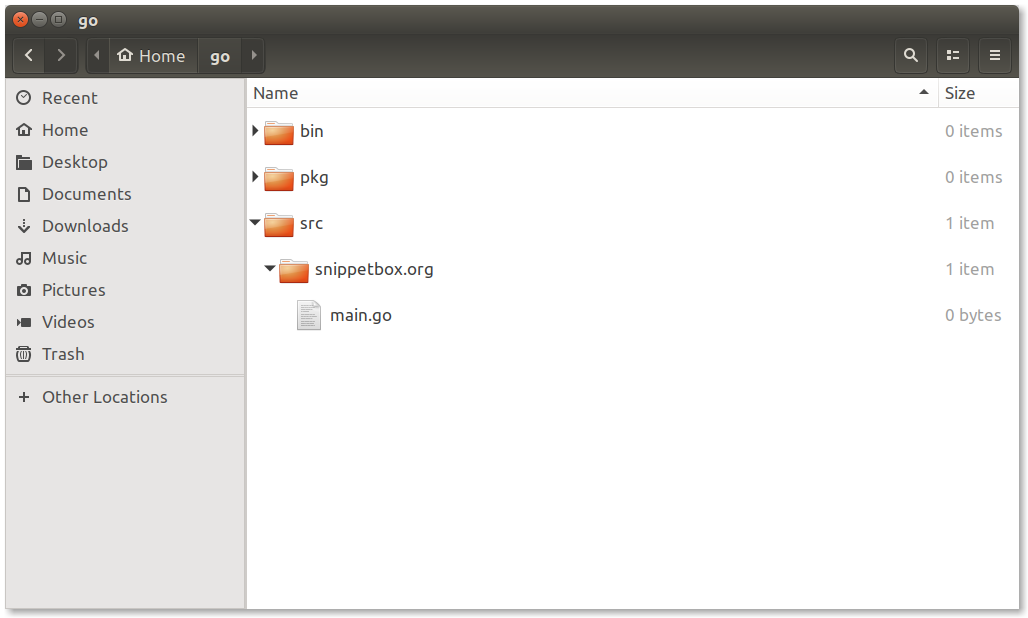 go
Home go
Name Size
Recent
Home
Desktop
Documents
Downloads
Music
Pictures
Videos
Trash
Other Locations
bin 0 items
pkg 0 items
src 1 item
snippetbox.org 1 item
main.go 0 bytes